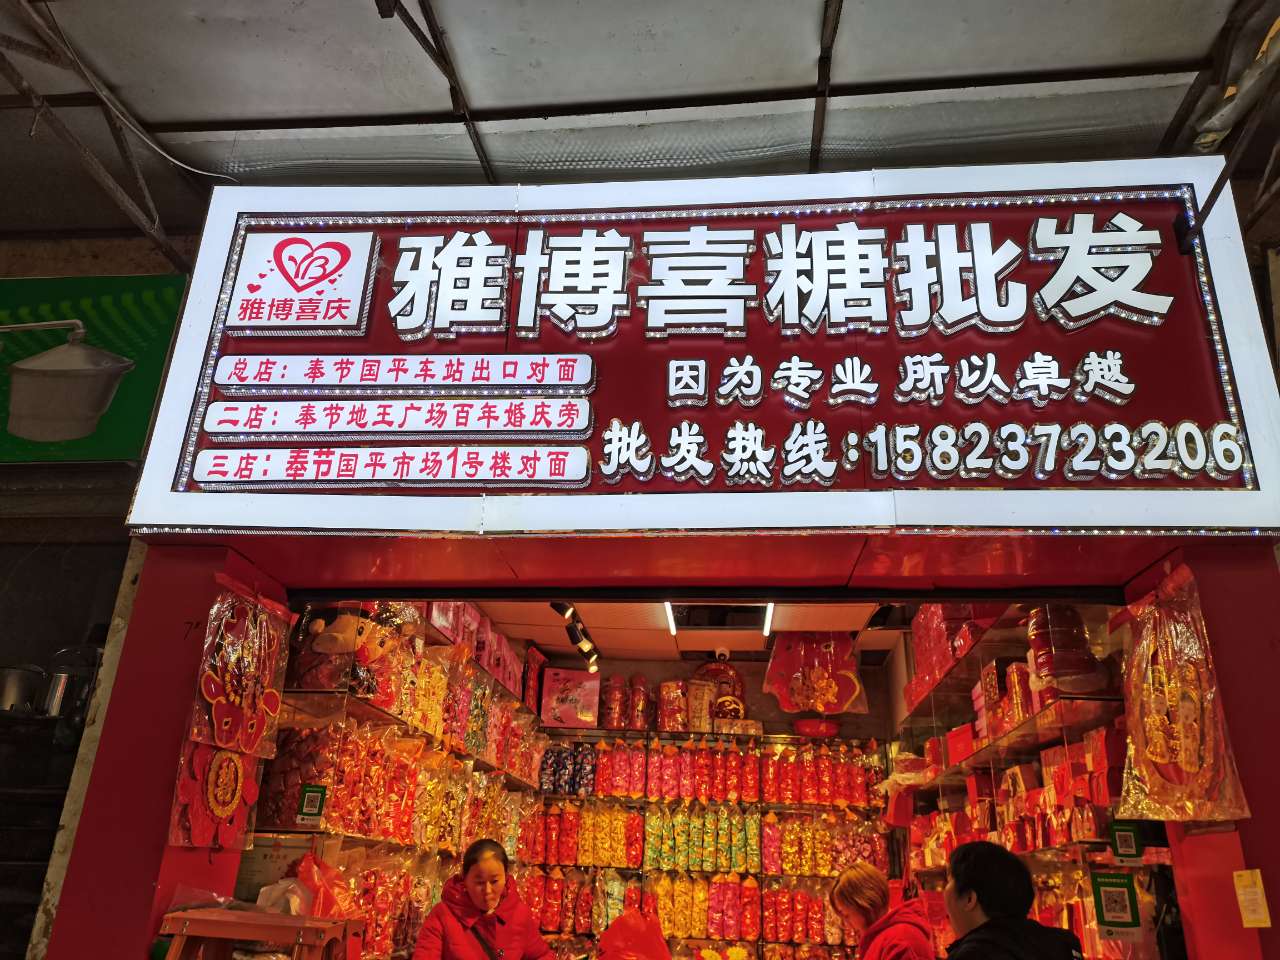 雅博喜糖批发
YB
雅博喜庆
因为专业 所以卓越
总店：奉节国平车站出口对面
二店：奉节地王广场百年婚庆旁
三店：奉节国平市场1号楼对面
批发热线:15823723206